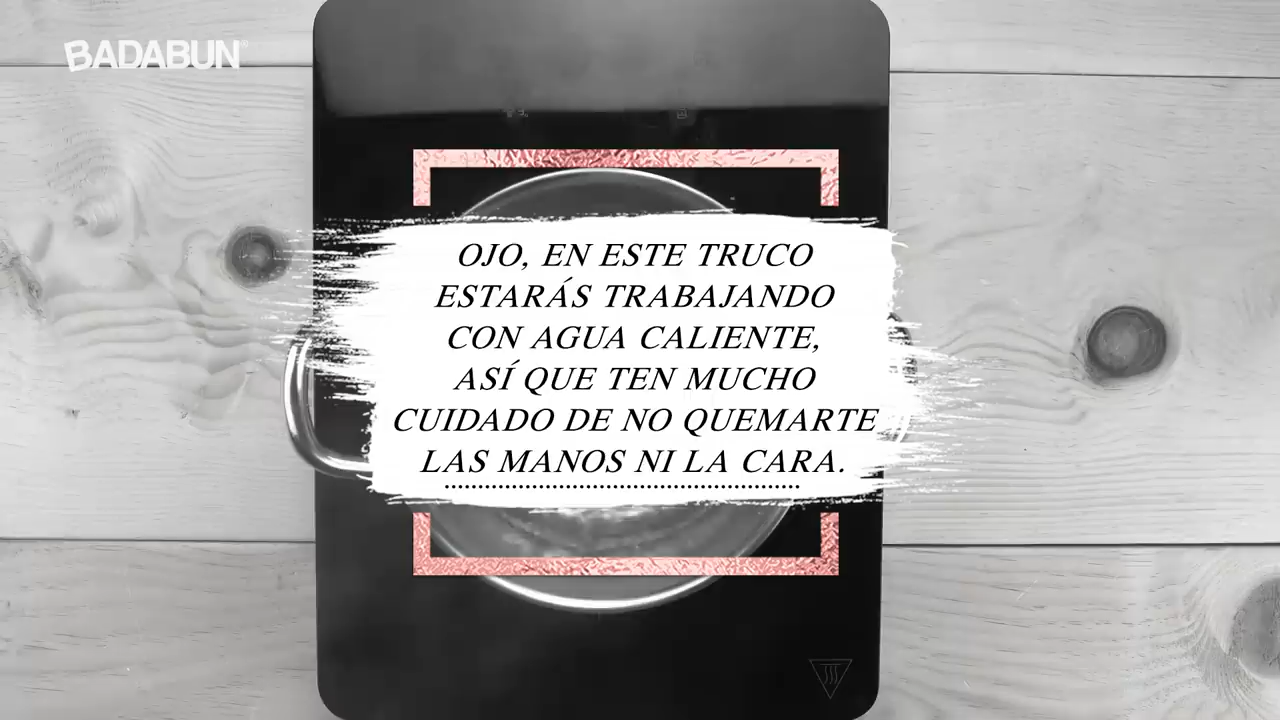 BADABUN
OJO, EN ESTE TRUCO
ESTARÁS TRABAJANDO
CON AGUA CALIENTE,
ASÍ QUE TEN MUCHO
CUIDADO DE NO QUEMARTE
LAS MANOS NI LA CARA.